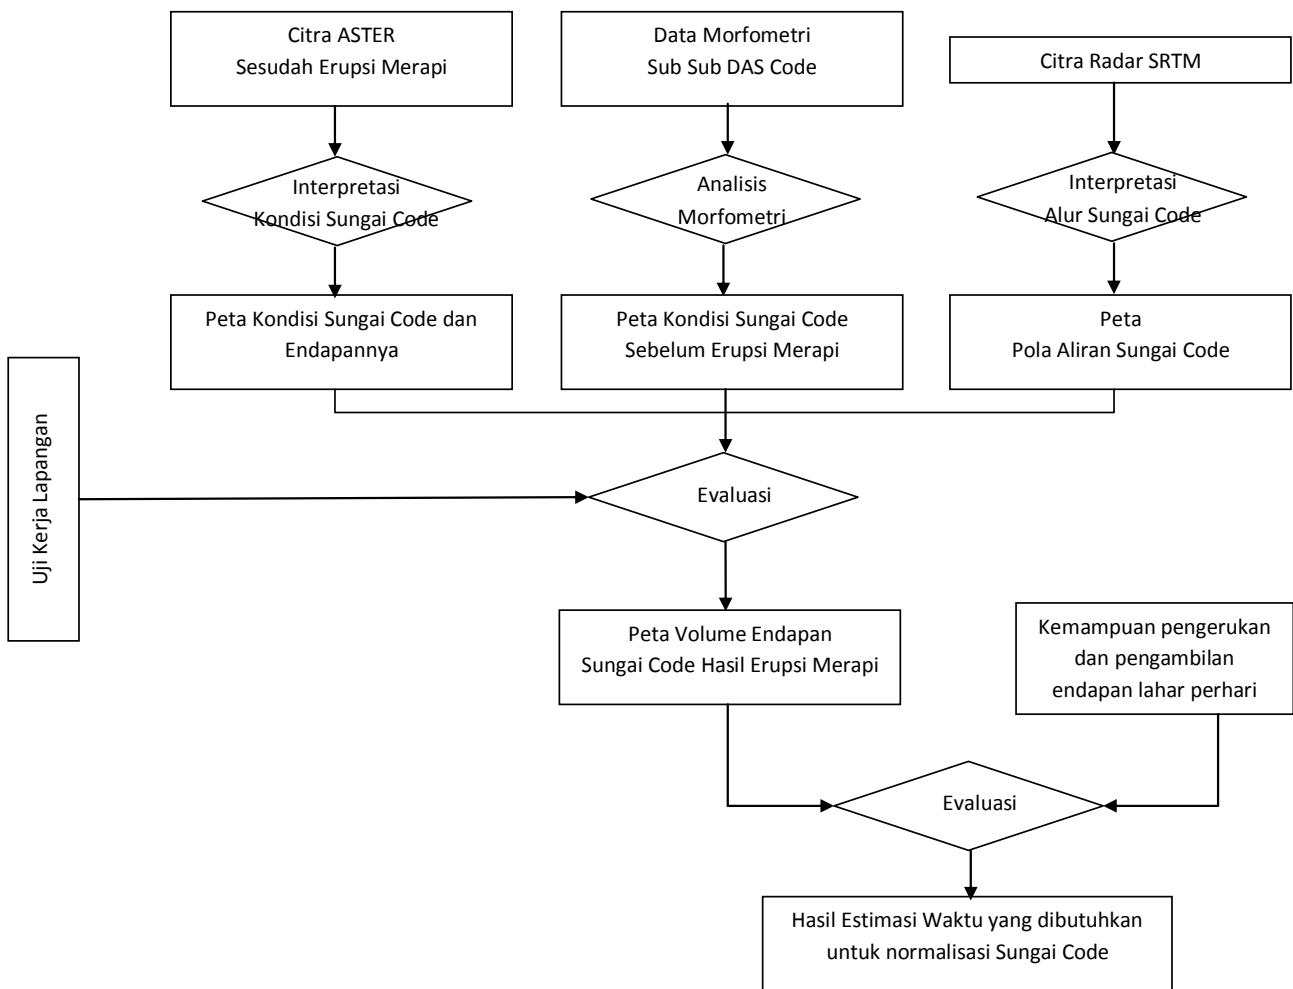 Citra ASTER
Sesudah Erupsi Merapi
Data Morfometri
Sub Sub DAS Code
Citra Radar SRTM
Interpretasi
Kondisi Sungai Code
Analisis
Morfometri
Interpretasi
Alur Sungai Code
Peta Kondisi Sungai Code dan
Endapannya
Peta Kondisi Sungai Code
Sebelum Erupsi Merapi
Peta
Pola Aliran Sungai Code
Uji Kerja Lapangan
Evaluasi
Peta Volume Endapan
Sungai Code Hasil Erupsi Merapi
Kemampuan pengerukan
dan pengambilan
endapan lahar perhari
Evaluasi
Hasil Estimasi Waktu yang dibutuhkan
untuk normalisasi Sungai Code